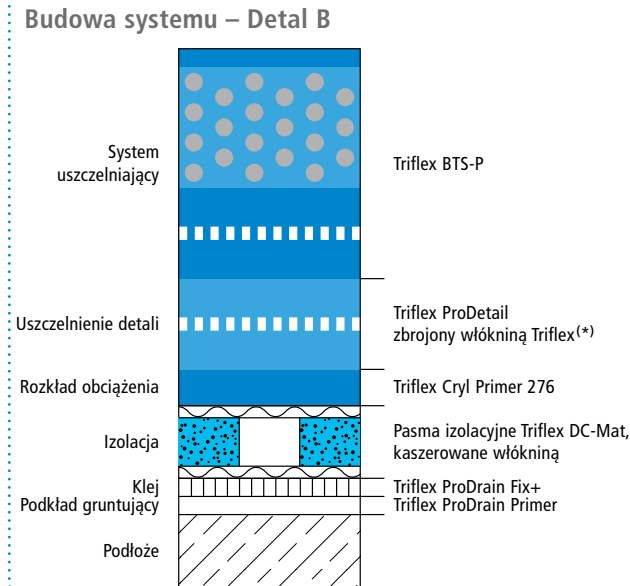 Budowa systemu – Detal B
System
uszczelniający
Triflex BTS-P
Uszczelnienie detali
Triflex ProDetail
zbrojony włókniną Triflex(*)
Rozkład obciążenia
Triflex Cryl Primer 276
Izolacja
Pasma izolacyjne Triflex DC-Mat,
kaszerowane włókniną
Klej
Triflex ProDrain Fix+
Podkład gruntujący
Triflex ProDrain Primer
Podłoże